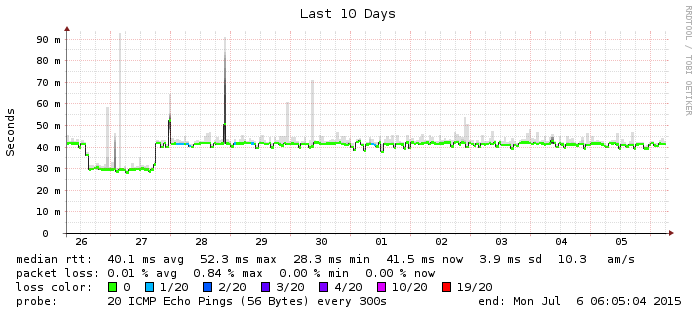 Last 10 Days
RRDTOOL / TOBI OETIKER
Seconds
90 m
80 m
70 m
60 m
50 m
40 m
30 m
20 m
10 m
0
26 27 28 29 30 01 02 03 04 05
median rtt: 40.1 ms avg 52.3 ms max 28.3 ms min 41.5 ms now 3.9 ms sd 10.3 am/s
packet loss: 0.01 % avg 0.84 % max 0.00 % min 0.00 % now
loss color: 0 1/20 2/20 3/20 4/20 10/20 19/20
probe: 20 ICMP Echo Pings (56 Bytes) every 300s end: Mon Jul 6 06:05:04 2015